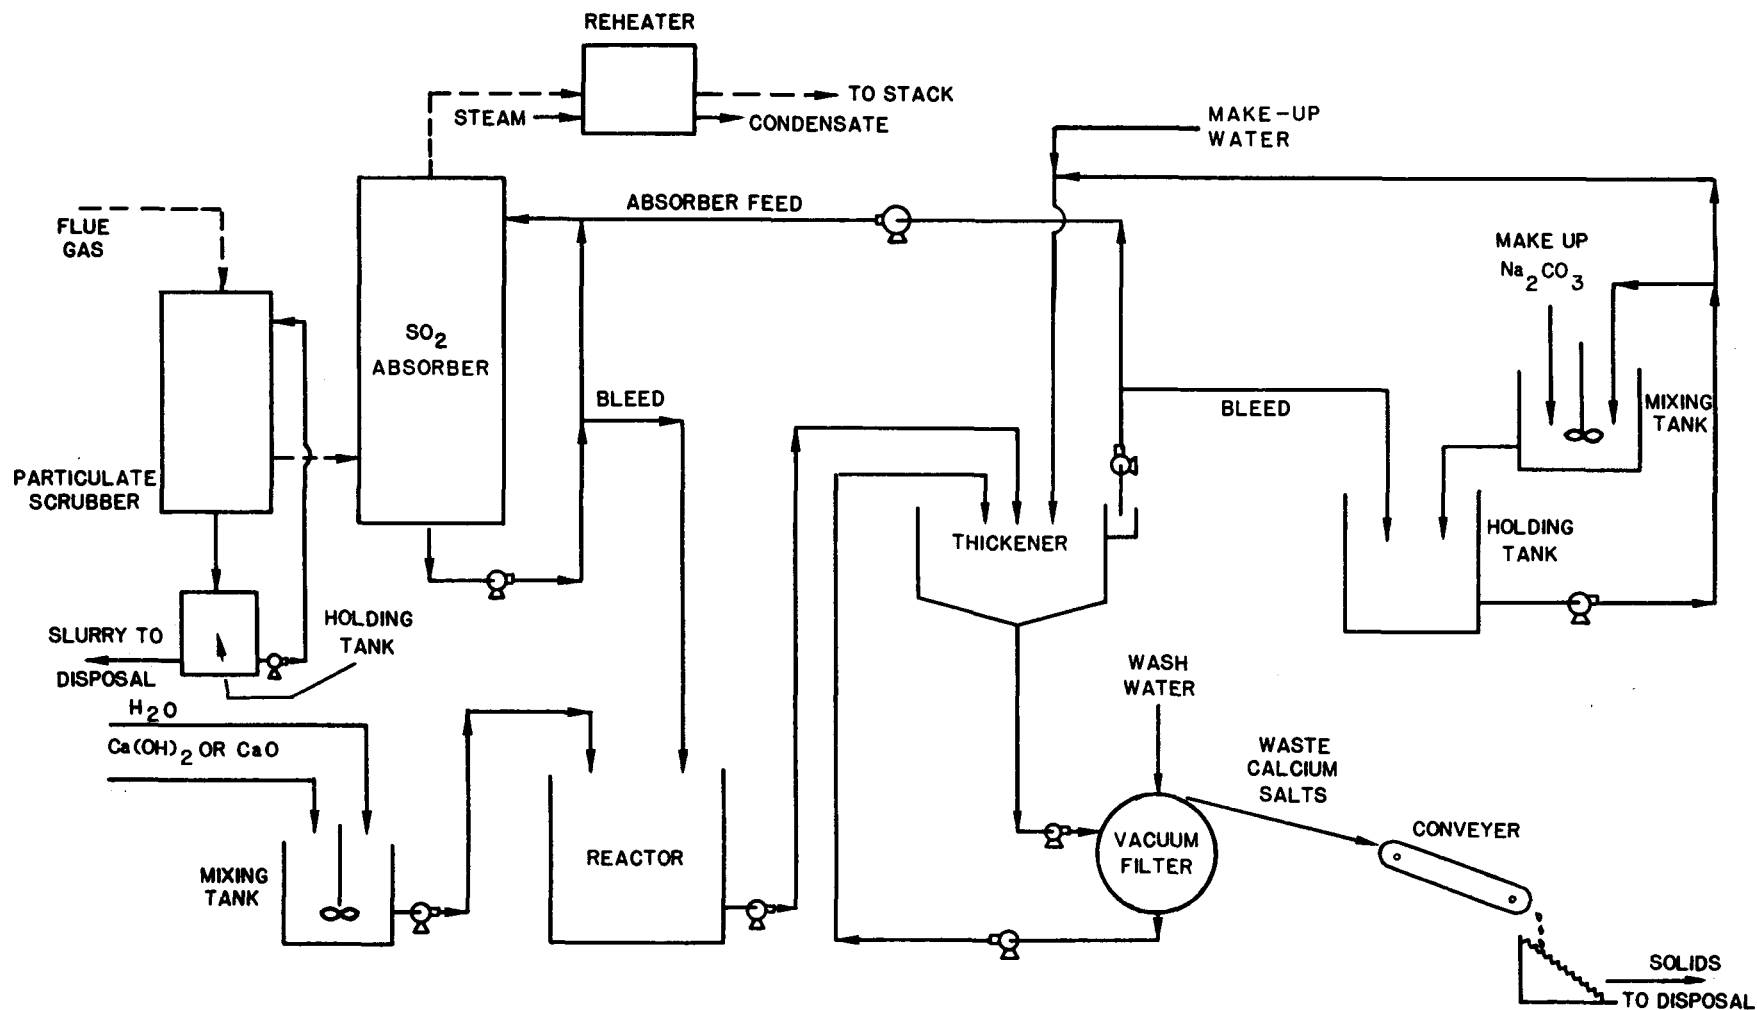 REHEATER
TO STACK
STEAM
CONDENSATE
MAKE-UP
WATER
ABSORBER FEED
FLUE
GAS
MAKE UP
Na2CO3
SO2
ABSORBER
BLEED
BLEED
MIXING
TANK
PARTICULATE
SCRUBBER
THICKENER
HOLDING
TANK
HOLDING
TANK
SLURRY TO
DISPOSAL
WASH
WATER
H2O
Ca(OH)2 OR CaO
WASTE
CALCIUM
SALTS
CONVEYER
VACUUM
FILTER
REACTOR
MIXING
TANK
SOLIDS
TO DISPOSAL